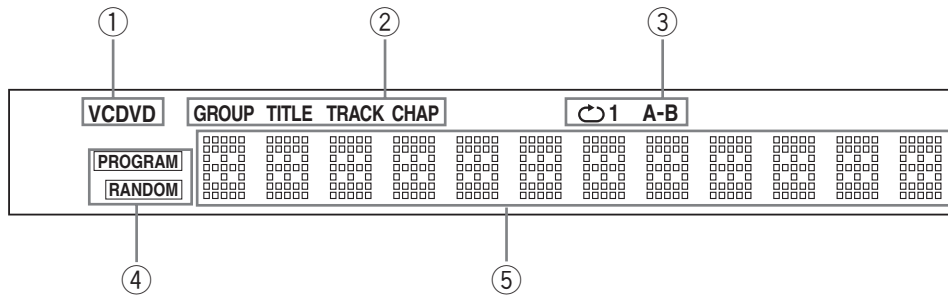 ① ② ③
VCDVD GROUP TITLE TRACK CHAP 1 A-B
PROGRAM
RANDOM
④ ⑤